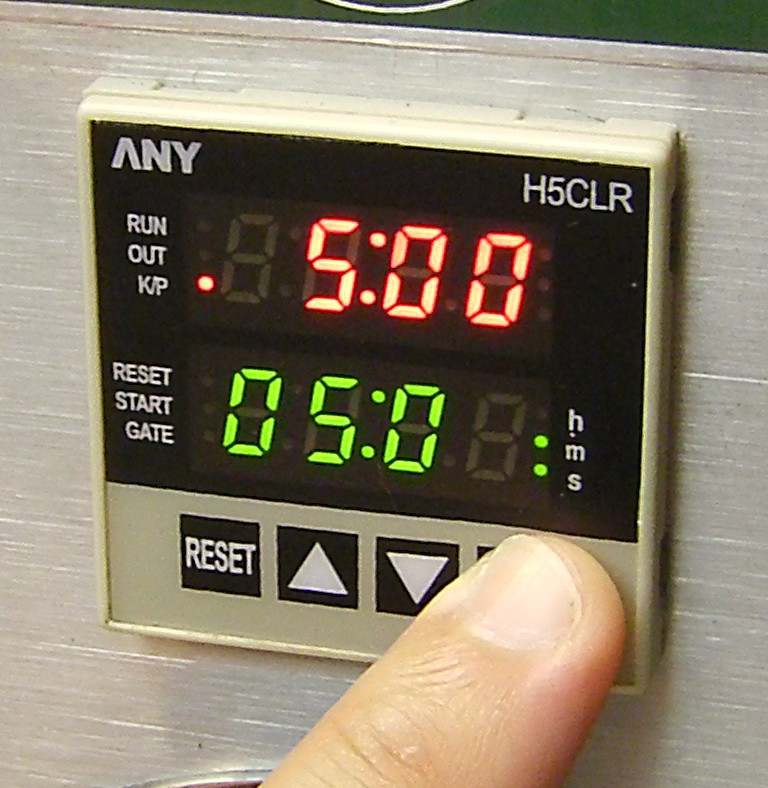 ANY
H5CLR
RUN
OUT
K/P
5:00
RESET
START
GATE
05:0
h
m
s
RESET